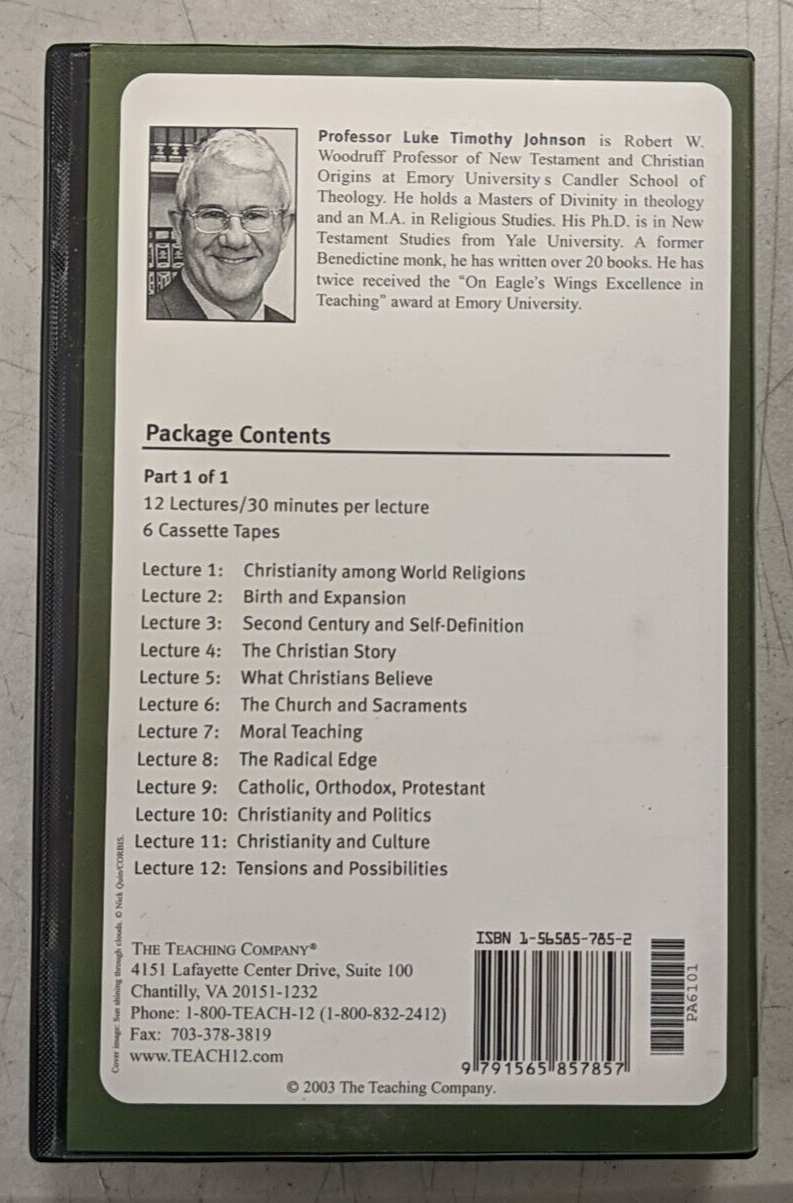 Professor Luke Timothy Johnson is Robert W.
Woodruff Professor of New Testament and Christian
Origins at Emory University s Candler School of
Theology. He holds a Masters of Divinity in theology
and an M.A. in Religious Studies. His Ph.D. is in New
Testament Studies from Yale University. A former
Benedictine monk, he has written over 20 books. He has
twice received the “On Eagle’s Wings Excellence in
Teaching” award at Emory University.
Package Contents
Part 1 of 1
12 Lectures/30 minutes per lecture
6 Cassette Tapes
Lecture 1: Christianity among World Religions
Lecture 2: Birth and Expansion
Lecture 3: Second Century and Self-Definition
Lecture 4: The Christian Story
Lecture 5: What Christians Believe
Lecture 6: The Church and Sacraments
Lecture 7: Moral Teaching
Lecture 8: The Radical Edge
Lecture 9: Catholic, Orthodox, Protestant
Lecture 10: Christianity and Politics
Lecture 11: Christianity and Culture
Lecture 12: Tensions and Possibilities
Cover image: Sun shining through clouds. © Nick Quin/CORBIS.
THE TEACHING COMPANY®
4151 Lafayette Center Drive, Suite 100
Chantilly, VA 20151-1232
Phone: 1-800-TEACH-12 (1-800-832-2412)
Fax: 703-378-3819
www.TEACH12.com
ISBN 1-56585-785-2
9 791565 857857
PA6101
© 2003 The Teaching Company.